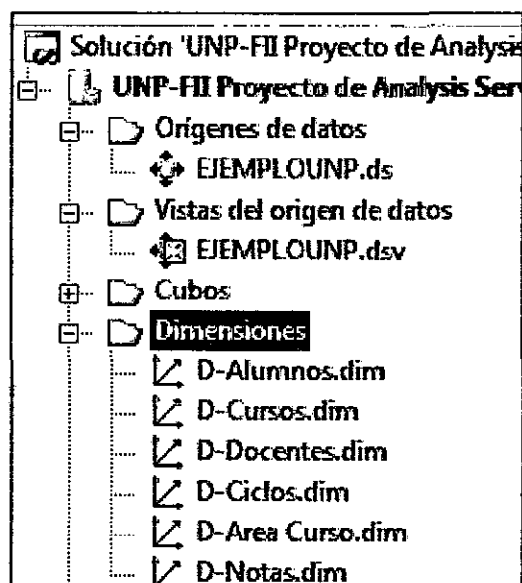 Solución 'UNP-FII Proyecto de Analysis
UNP-FII Proyecto de Analysis Ser
Orígenes de datos
EJEMPLOUNP.ds
Vistas del origen de datos
EJEMPLOUNP.dsv
Cubos
Dimensiones
D-Alumnos.dim
D-Cursos.dim
D-Docentes.dim
D-Ciclos.dim
D-Area Curso.dim
D-Notas.dim